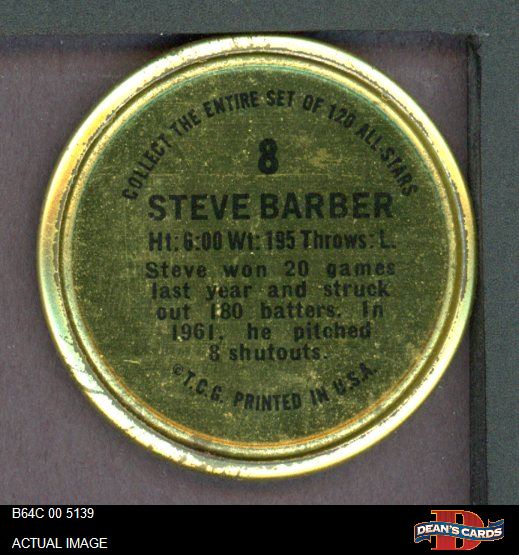 COLLECT THE ENTIRE SET OF 120 ALL-STARS
8
STEVE BARBER
Ht: 6:00 Wt: 195 Throws: L.
Steve won 20 games
last year and struck
out 180 batters. In
1961, he pitched
8 shutouts.
©T.C.G. PRINTED IN U.S.A.
B64C 00 5139
ACTUAL IMAGE
DEAN'S CARDS